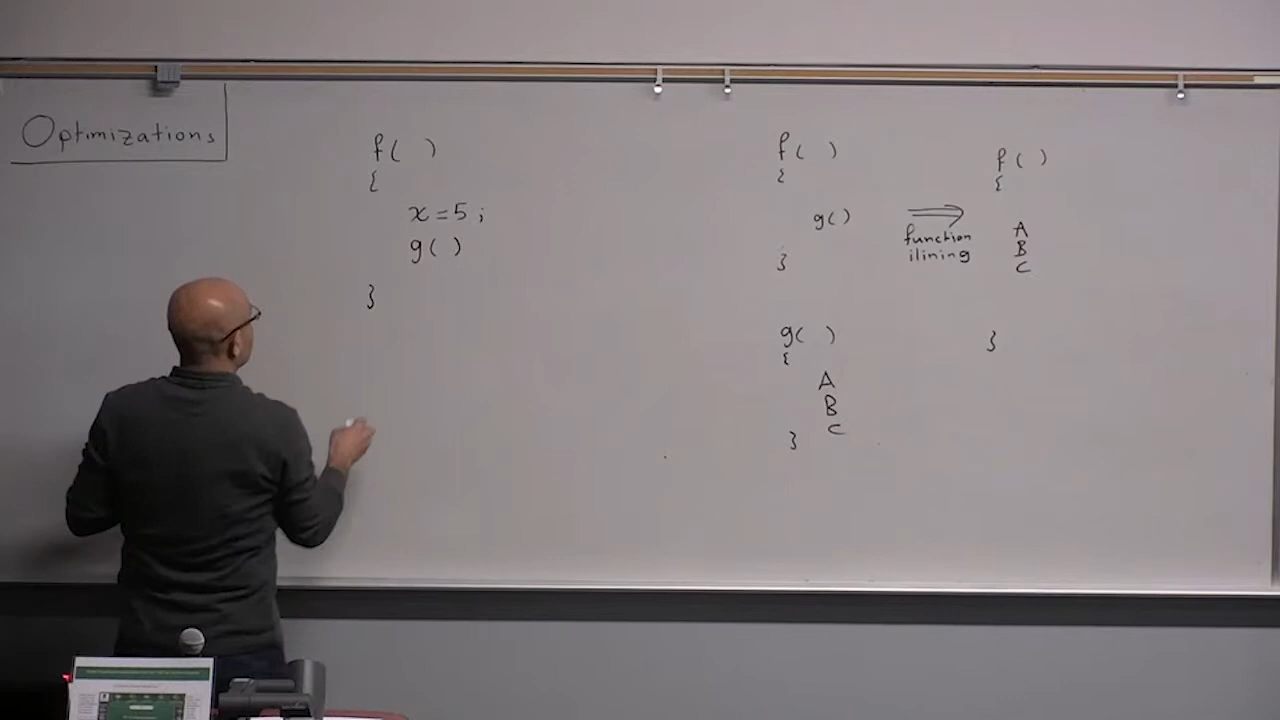 Optimizations
f( )
{
x = 5 ;
g( )
}
f( )
{
g()
}
g( )
{
A
B
C
}
⇒
function
ilining
f( )
{
A
B
C
}